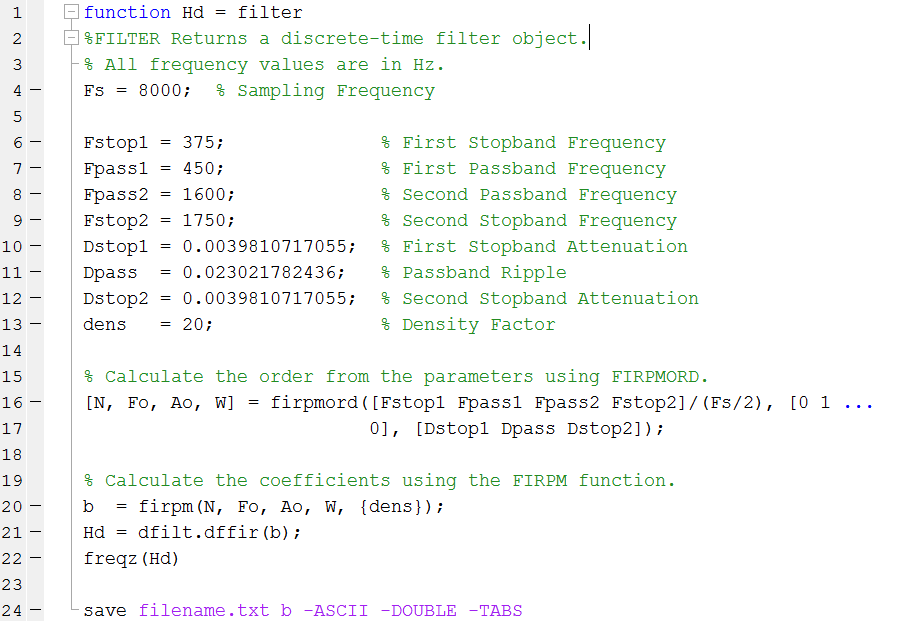 1 function Hd = filter
2 %FILTER Returns a discrete-time filter object.
3 % All frequency values are in Hz.
4 Fs = 8000;  % Sampling Frequency
5
6 Fstop1 = 375;              % First Stopband Frequency
7 Fpass1 = 450;              % First Passband Frequency
8 Fpass2 = 1600;             % Second Passband Frequency
9 Fstop2 = 1750;             % Second Stopband Frequency
10 Dstop1 = 0.0039810717055;  % First Stopband Attenuation
11 Dpass  = 0.023021782436;   % Passband Ripple
12 Dstop2 = 0.0039810717055;  % Second Stopband Attenuation
13 dens   = 20;               % Density Factor
14
15 % Calculate the order from the parameters using FIRPMORD.
16 [N, Fo, Ao, W] = firpmord([Fstop1 Fpass1 Fpass2 Fstop2]/(Fs/2), [0 1 ...
17                           0], [Dstop1 Dpass Dstop2]);
18
19 % Calculate the coefficients using the FIRPM function.
20 b  = firpm(N, Fo, Ao, W, {dens});
21 Hd = dfilt.dffir(b);
22 freqz(Hd)
23
24 save filename.txt b -ASCII -DOUBLE -TABS